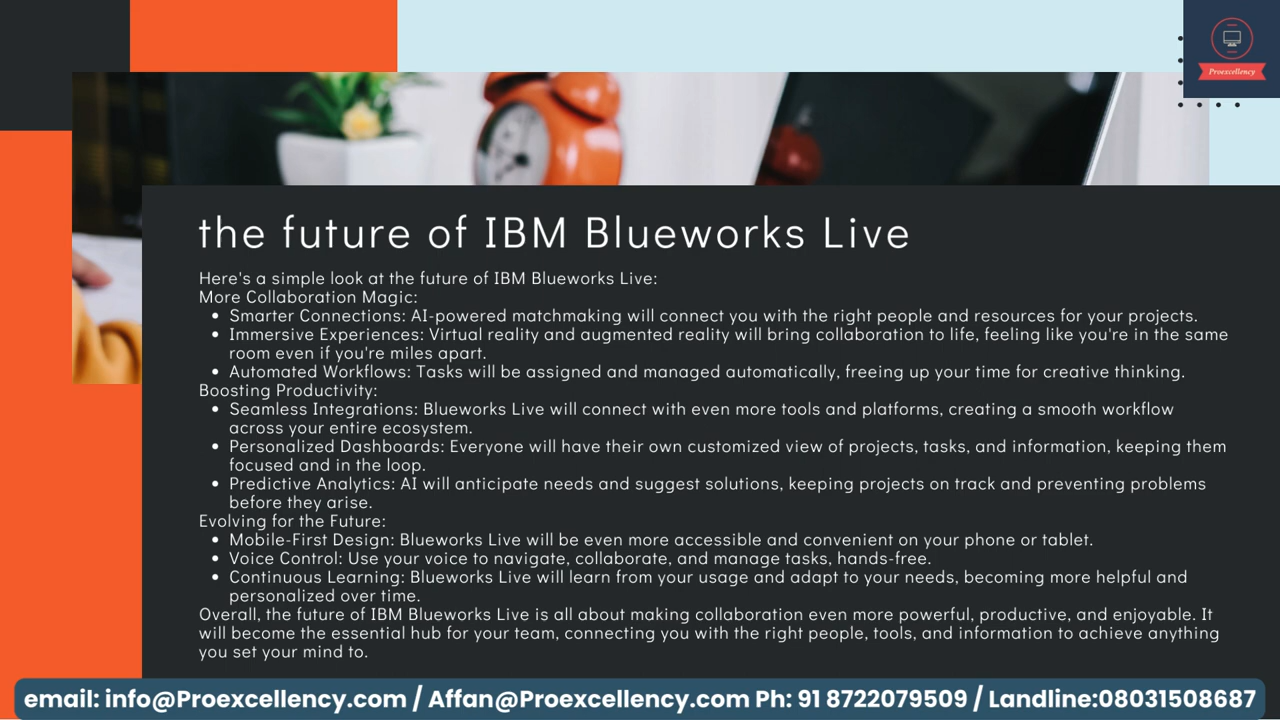 Proexcellency
the future of IBM Blueworks Live
Here's a simple look at the future of IBM Blueworks Live:
More Collaboration Magic:
• Smarter Connections: AI-powered matchmaking will connect you with the right people and resources for your projects.
• Immersive Experiences: Virtual reality and augmented reality will bring collaboration to life, feeling like you're in the same
room even if you're miles apart.
• Automated Workflows: Tasks will be assigned and managed automatically, freeing up your time for creative thinking.
Boosting Productivity:
• Seamless Integrations: Blueworks Live will connect with even more tools and platforms, creating a smooth workflow
across your entire ecosystem.
• Personalized Dashboards: Everyone will have their own customized view of projects, tasks, and information, keeping them
focused and in the loop.
• Predictive Analytics: AI will anticipate needs and suggest solutions, keeping projects on track and preventing problems
before they arise.
Evolving for the Future:
• Mobile-First Design: Blueworks Live will be even more accessible and convenient on your phone or tablet.
• Voice Control: Use your voice to navigate, collaborate, and manage tasks, hands-free.
• Continuous Learning: Blueworks Live will learn from your usage and adapt to your needs, becoming more helpful and
personalized over time.
Overall, the future of IBM Blueworks Live is all about making collaboration even more powerful, productive, and enjoyable. It
will become the essential hub for your team, connecting you with the right people, tools, and information to achieve anything
you set your mind to.
email: info@Proexcellency.com / Affan@Proexcellency.com Ph: 91 8722079509 / Landline:08031508687